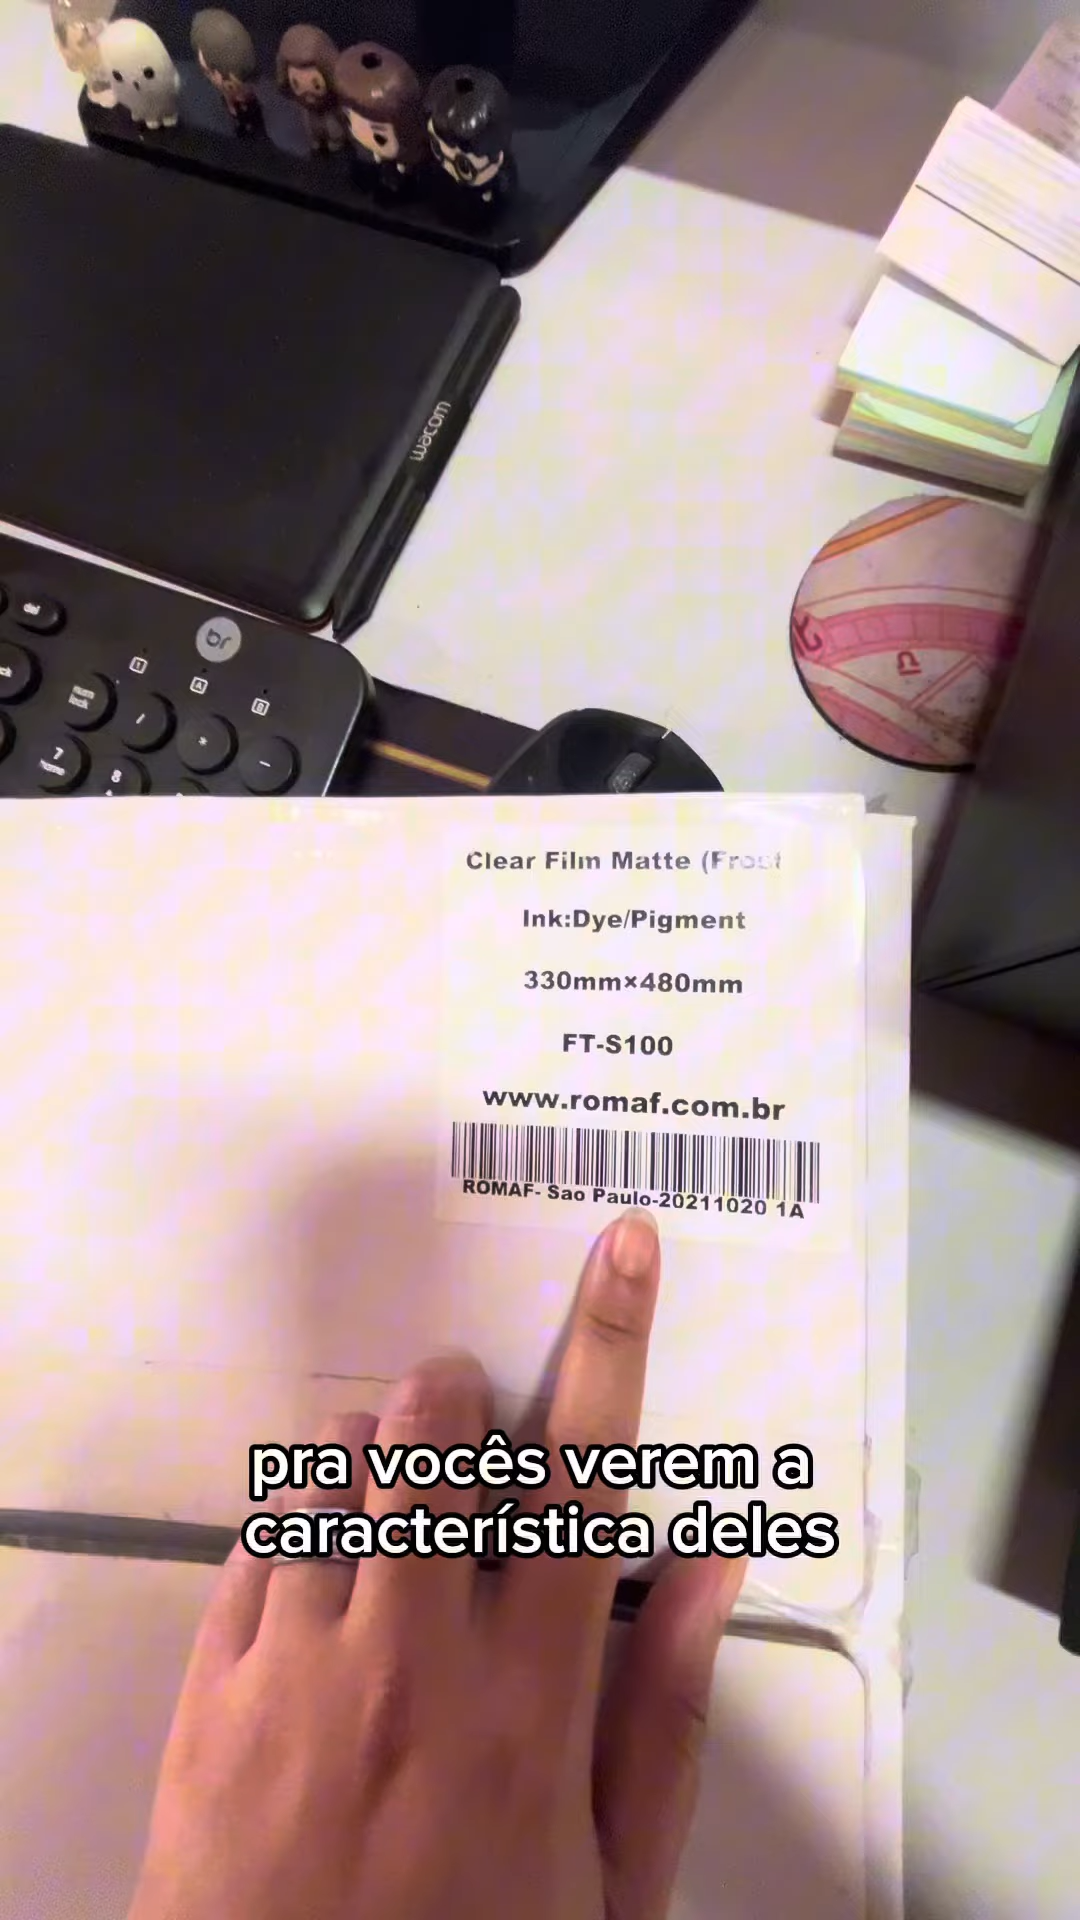 wacom
del
br
1
A
B
num
lock
/
*
-
7
home
8
Clear Film Matte (Frost
Ink:Dye/Pigment
330mm×480mm
FT-S100
www.romaf.com.br
ROMAF- Sao Paulo-20211020 1A
pra vocês verem a
característica deles